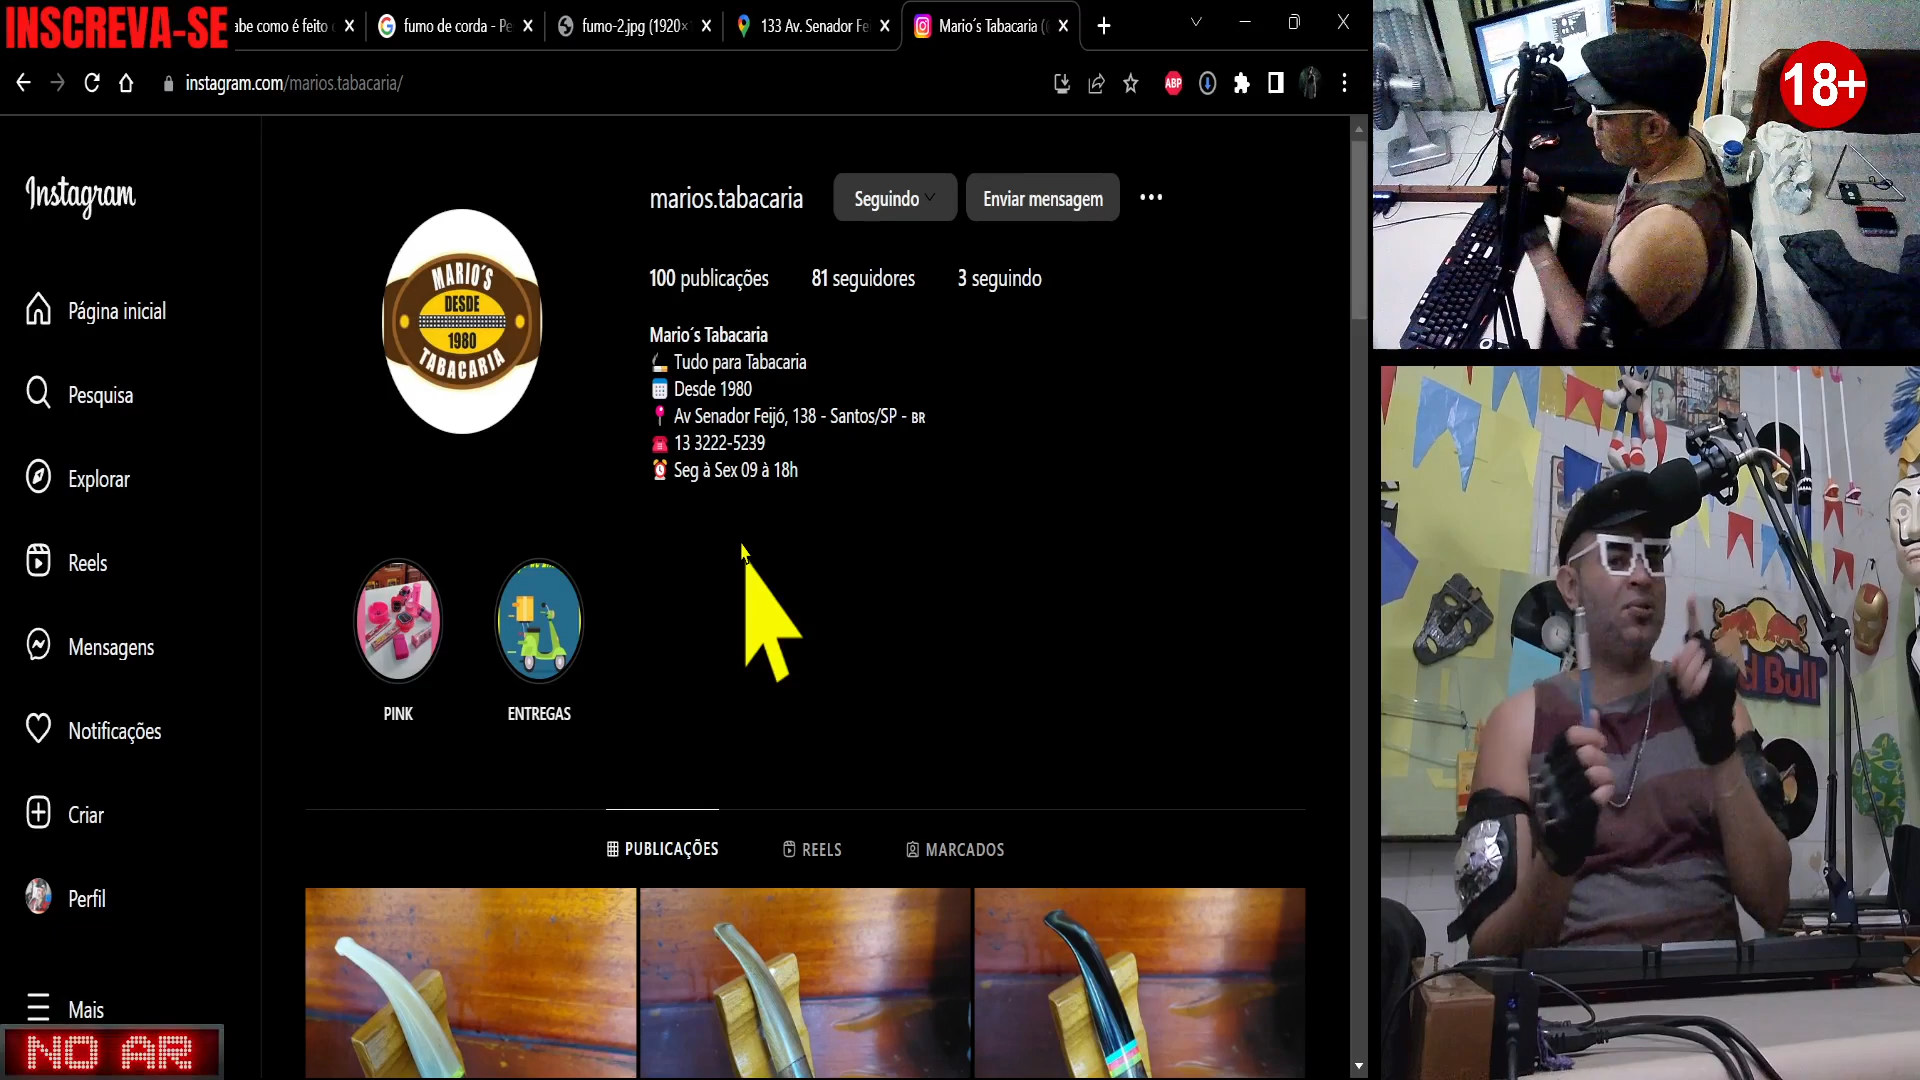 INSCREVA-SE
abe como é feito
fumo de corda - Pe
fumo-2.jpg (1920×
133 Av. Senador Fe
Mario's Tabacaria (
instagram.com/marios.tabacaria/
ABP
18+
Instagram
Página inicial
Pesquisa
Explorar
Reels
Mensagens
Notificações
Criar
Perfil
Mais
NO AR
marios.tabacaria
Seguindo
Enviar mensagem
100 publicações
81 seguidores
3 seguindo
MARIO'S
DESDE
1980
TABACARIA
Mario´s Tabacaria
Tudo para Tabacaria
Desde 1980
Av Senador Feijó, 138 - Santos/SP - BR
13 3222-5239
Seg à Sex 09 à 18h
PINK
ENTREGAS
PUBLICAÇÕES
REELS
MARCADOS
d Bull